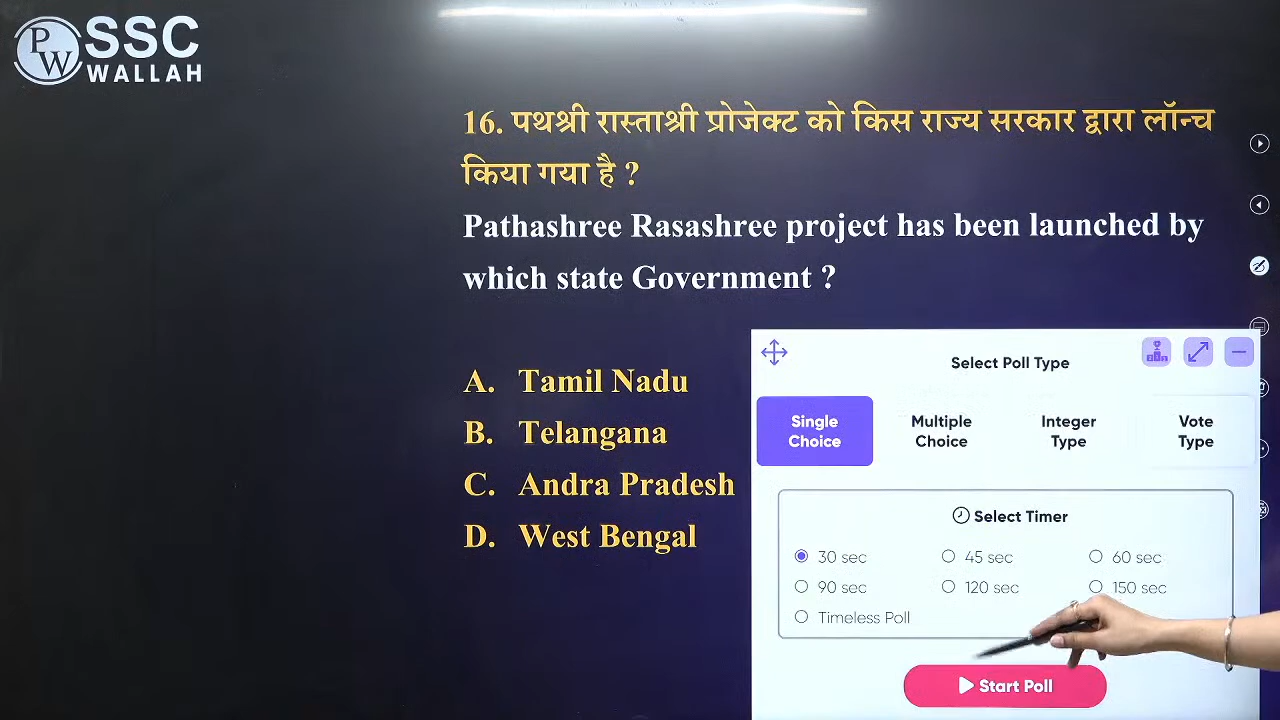 PW
SSC
WALLAH
16. पथश्री रास्ताश्री प्रोजेक्ट को किस राज्य सरकार द्वारा लॉन्च
किया गया है ?
Pathashree Rasashree project has been launched by
which state Government ?
A. Tamil Nadu
B. Telangana
C. Andra Pradesh
D. West Bengal
Select Poll Type
Single
Choice
Multiple
Choice
Integer
Type
Vote
Type
Select Timer
30 sec
45 sec
60 sec
90 sec
120 sec
150 sec
Timeless Poll
Start Poll